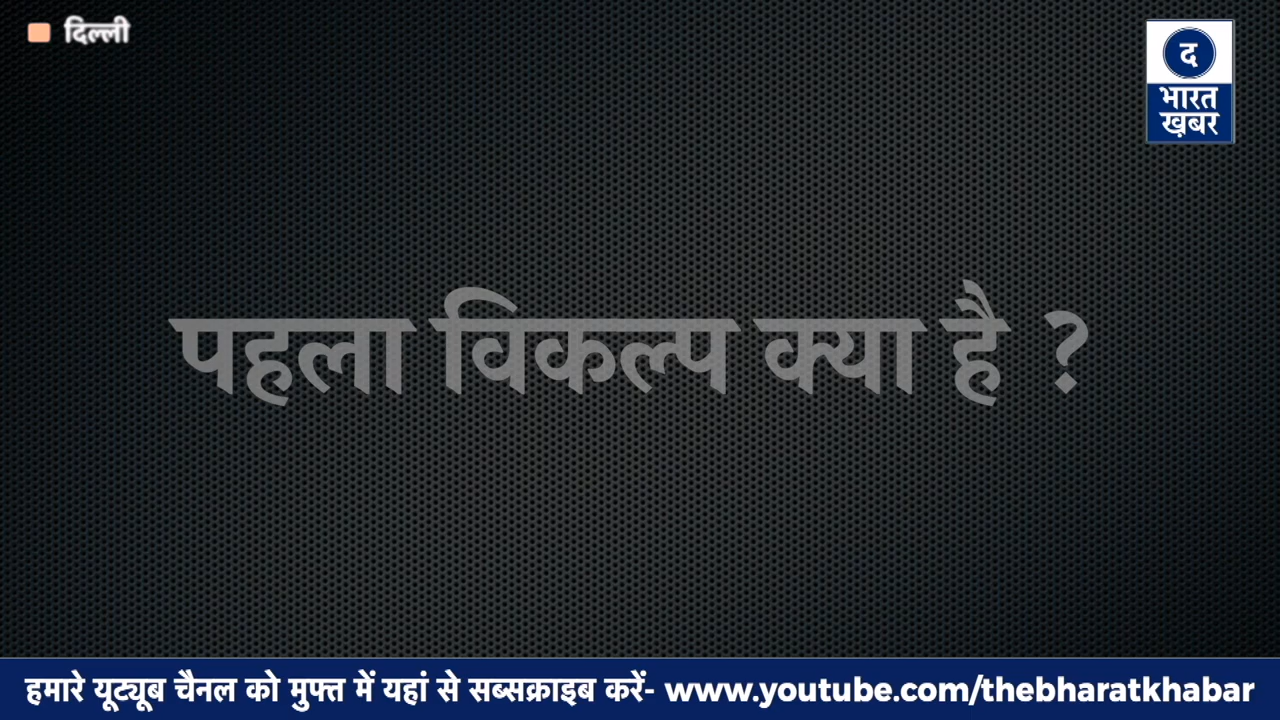 दिल्ली
द
भारत
ख़बर
पहला विकल्प क्या है ?
हमारे यूट्यूब चैनल को मुफ्त में यहां से सब्सक्राइब करें- www.youtube.com/thebharatkhabar